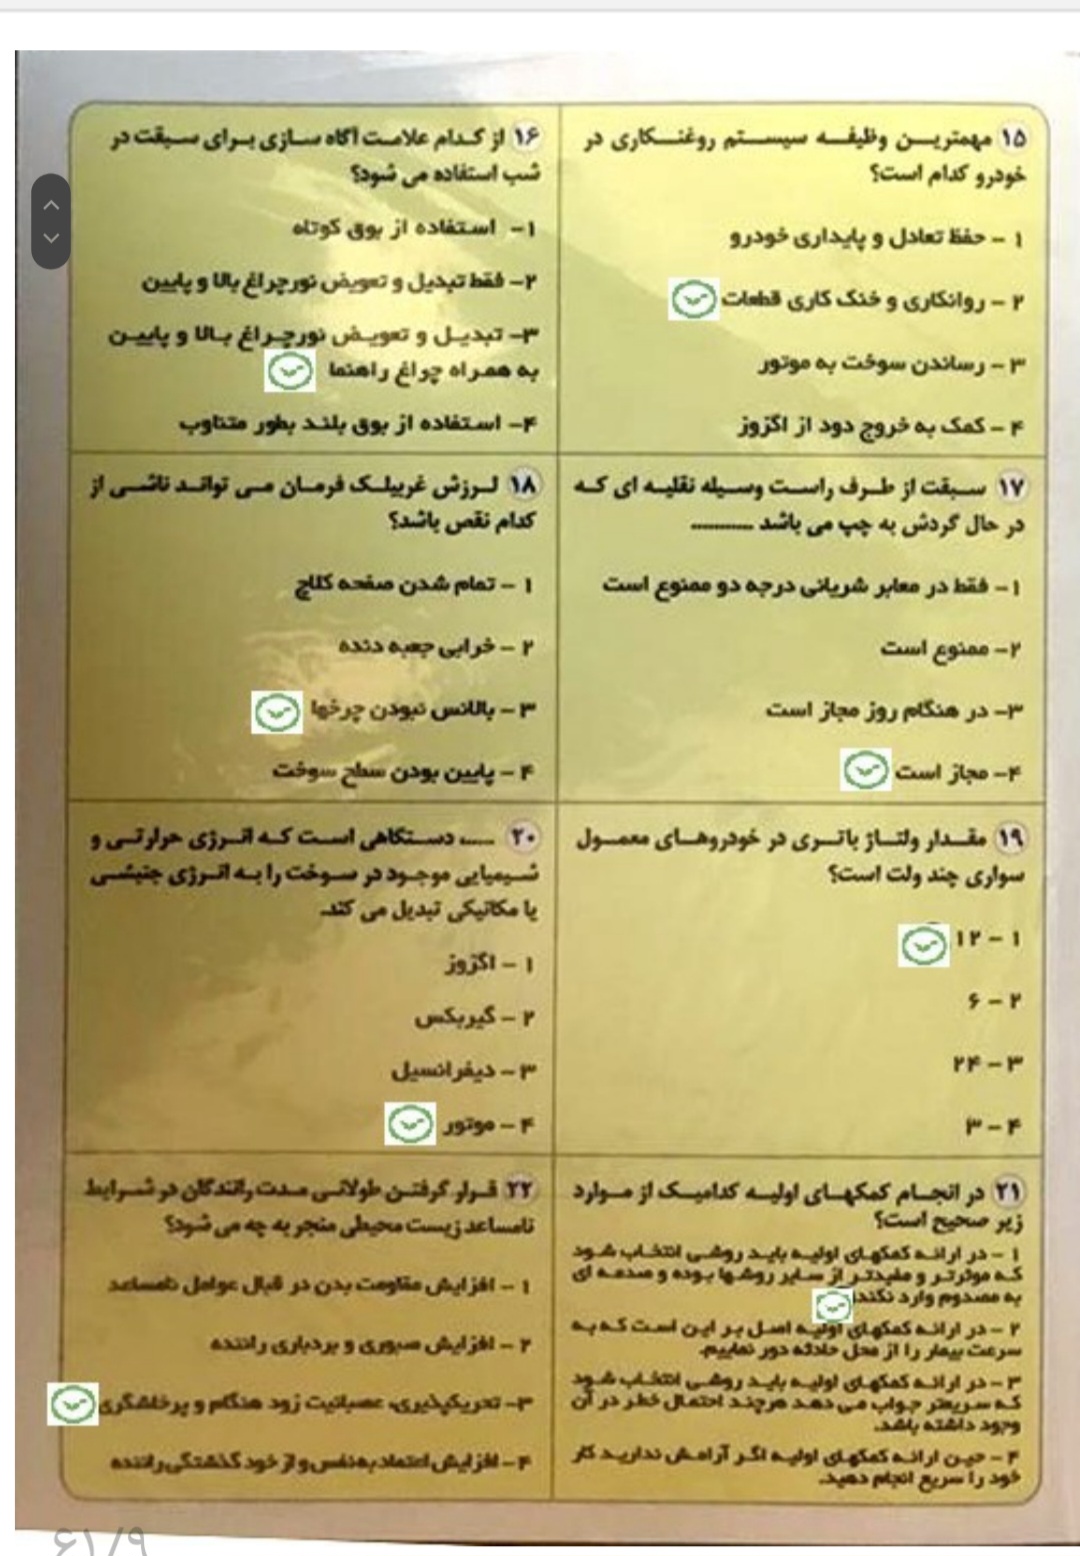 ۱۵ مهمترین وظیفه سیستم روغنکاری در
خودرو کدام است؟
۱ - حفظ تعادل و پایداری خودرو
۲ - روانکاری و خنک کاری قطعات
۳ - رساندن سوخت به موتور
۴ - کمک به خروج دود از اگزوز
۱۶ از کدام علامت آگاه سازی برای سبقت در
شب استفاده می شود؟
۱- استفاده از بوق کوتاه
۲- فقط تبدیل و تعویض نورچراغ بالا و پایین
۳- تبدیل و تعویض نورچراغ بالا و پایین
به همراه چراغ راهنما
۴- استفاده از بوق بلند بطور متناوب
۱۷ سبقت از طرف راست وسیله نقلیه ای که
در حال گردش به چپ می باشد ...........
۱- فقط در معابر شریانی درجه دو ممنوع است
۲- ممنوع است
۳- در هنگام روز مجاز است
۴- مجاز است
۱۸ لرزش غربیلک فرمان می تواند ناشی از
کدام نقص باشد؟
۱ - تمام شدن صفحه کلاچ
۲ - خرابی جعبه دنده
۳ - بالانس نبودن چرخها
۴ - پایین بودن سطح سوخت
۱۹ مقدار ولتاژ باتری در خودروهای معمول
سواری چند ولت است؟
۱ - ۱۲
۲ - ۶
۳ - ۲۴
۴ - ۳
۲۰ ..... دستگاهی است که انرژی حرارتی و
شیمیایی موجود در سوخت را به انرژی جنبشی
یا مکانیکی تبدیل می کند.
۱ - اگزوز
۲ - گیربکس
۳ - دیفرانسیل
۴ - موتور
۲۱ در انجام کمکهای اولیه کدامیک از موارد
زیر صحیح است؟
۱ - در ارائه کمکهای اولیه باید روشی انتخاب شود
که موثرتر و مفیدتر از سایر روشها بوده و صدمه ای
به مصدوم وارد نکند.
۲ - در ارائه کمکهای اولیه اصل بر این است که به
سرعت بیمار را از محل حادثه دور نماییم.
۳ - در ارائه کمکهای اولیه باید روشی انتخاب شود
که سریعتر جواب می دهد هرچند احتمال خطر در آن
وجود داشته باشد.
۴ - حین ارائه کمکهای اولیه اگر آرامش ندارید کار
خود را سریع انجام دهید.
۲۲ قرار گرفتن طولانی مدت رانندگان در شرایط
نامساعد زیست محیطی منجر به چه می شود؟
۱ - افزایش مقاومت بدن در قبال عوامل نامساعد
۲ - افزایش صبوری و بردباری راننده
۳- تحریکپذیری، عصبانیت زود هنگام و پرخاشگری
۴ - افزایش اعتماد به نفس و از خود گذشتگی راننده
۶۱/۹